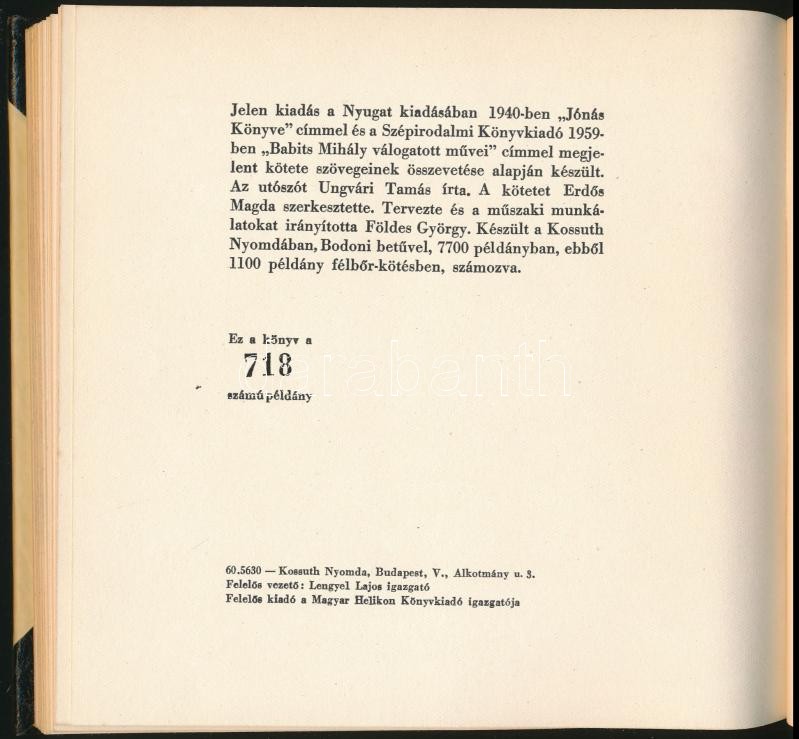 Jelen kiadás a Nyugat kiadásában 1940-ben „Jónás
Könyve” címmel és a Szépirodalmi Könyvkiadó 1959-
ben „Babits Mihály válogatott művei” címmel megje-
lent kötete szövegeinek összevetése alapján készült.
Az utószót Ungvári Tamás írta. A kötetet Erdős
Magda szerkesztette. Tervezte és a műszaki munká-
latokat irányította Földes György. Készült a Kossuth
Nyomdában, Bodoni betűvel, 7700 példányban, ebből
1100 példány félbőr-kötésben, számozva.
Ez a könyv a
718
számú példány
darabanth.com
60.5630 — Kossuth Nyomda, Budapest, V., Alkotmány u. 3.
Felelős vezető: Lengyel Lajos igazgató
Felelős kiadó a Magyar Helikon Könyvkiadó igazgatója